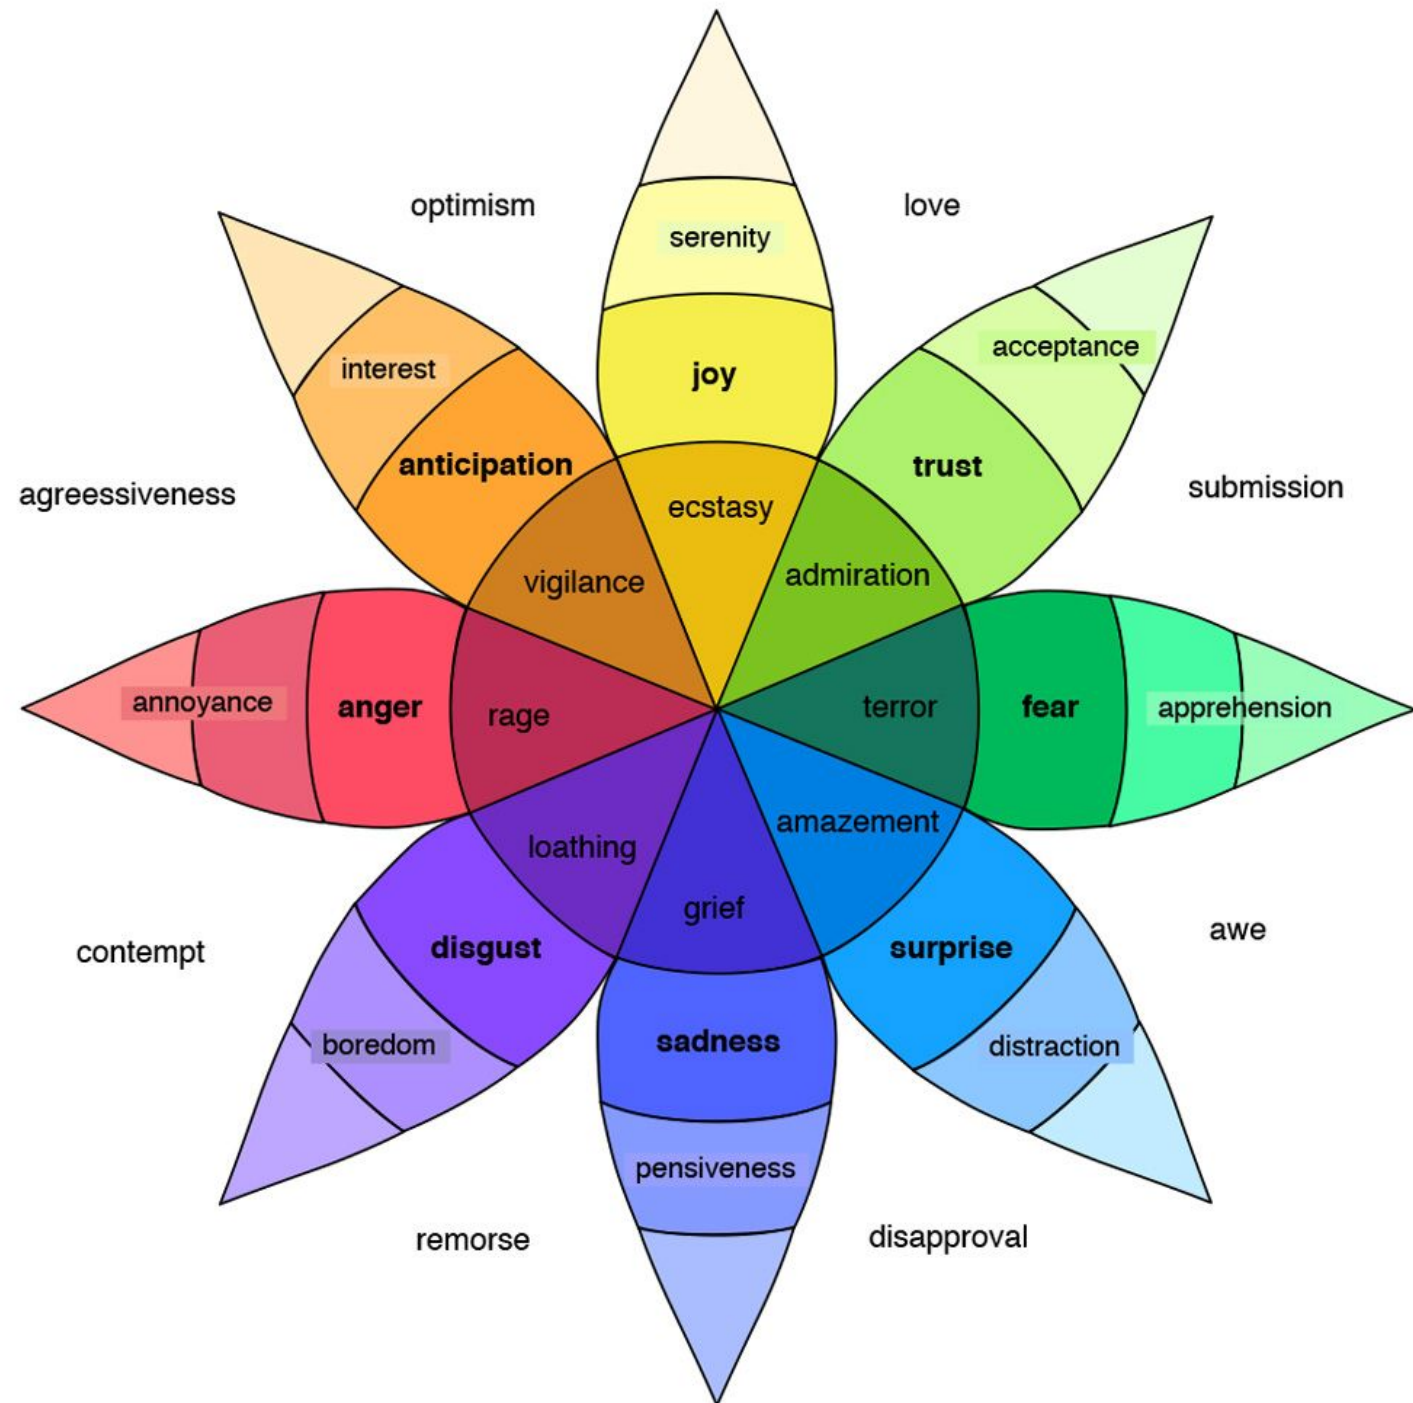 optimism
love
serenity
interest
acceptance
joy
anticipation
trust
agreessiveness
submission
ecstasy
vigilance
admiration
annoyance
anger
rage
terror
fear
apprehension
amazement
loathing
grief
contempt
disgust
surprise
awe
boredom
sadness
distraction
pensiveness
remorse
disapproval